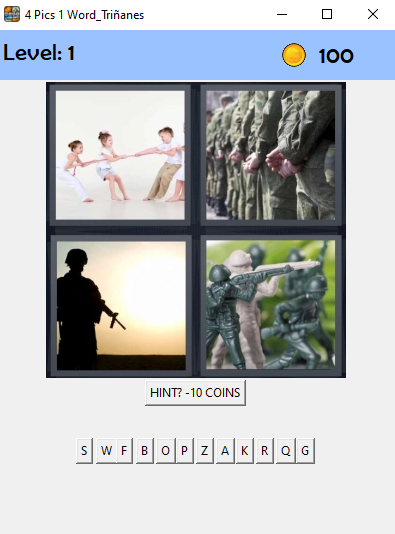 4 Pics 1 Word_Triñanes
Level: 1 100
HINT? -10 COINS
S W F B O P Z A K R Q G